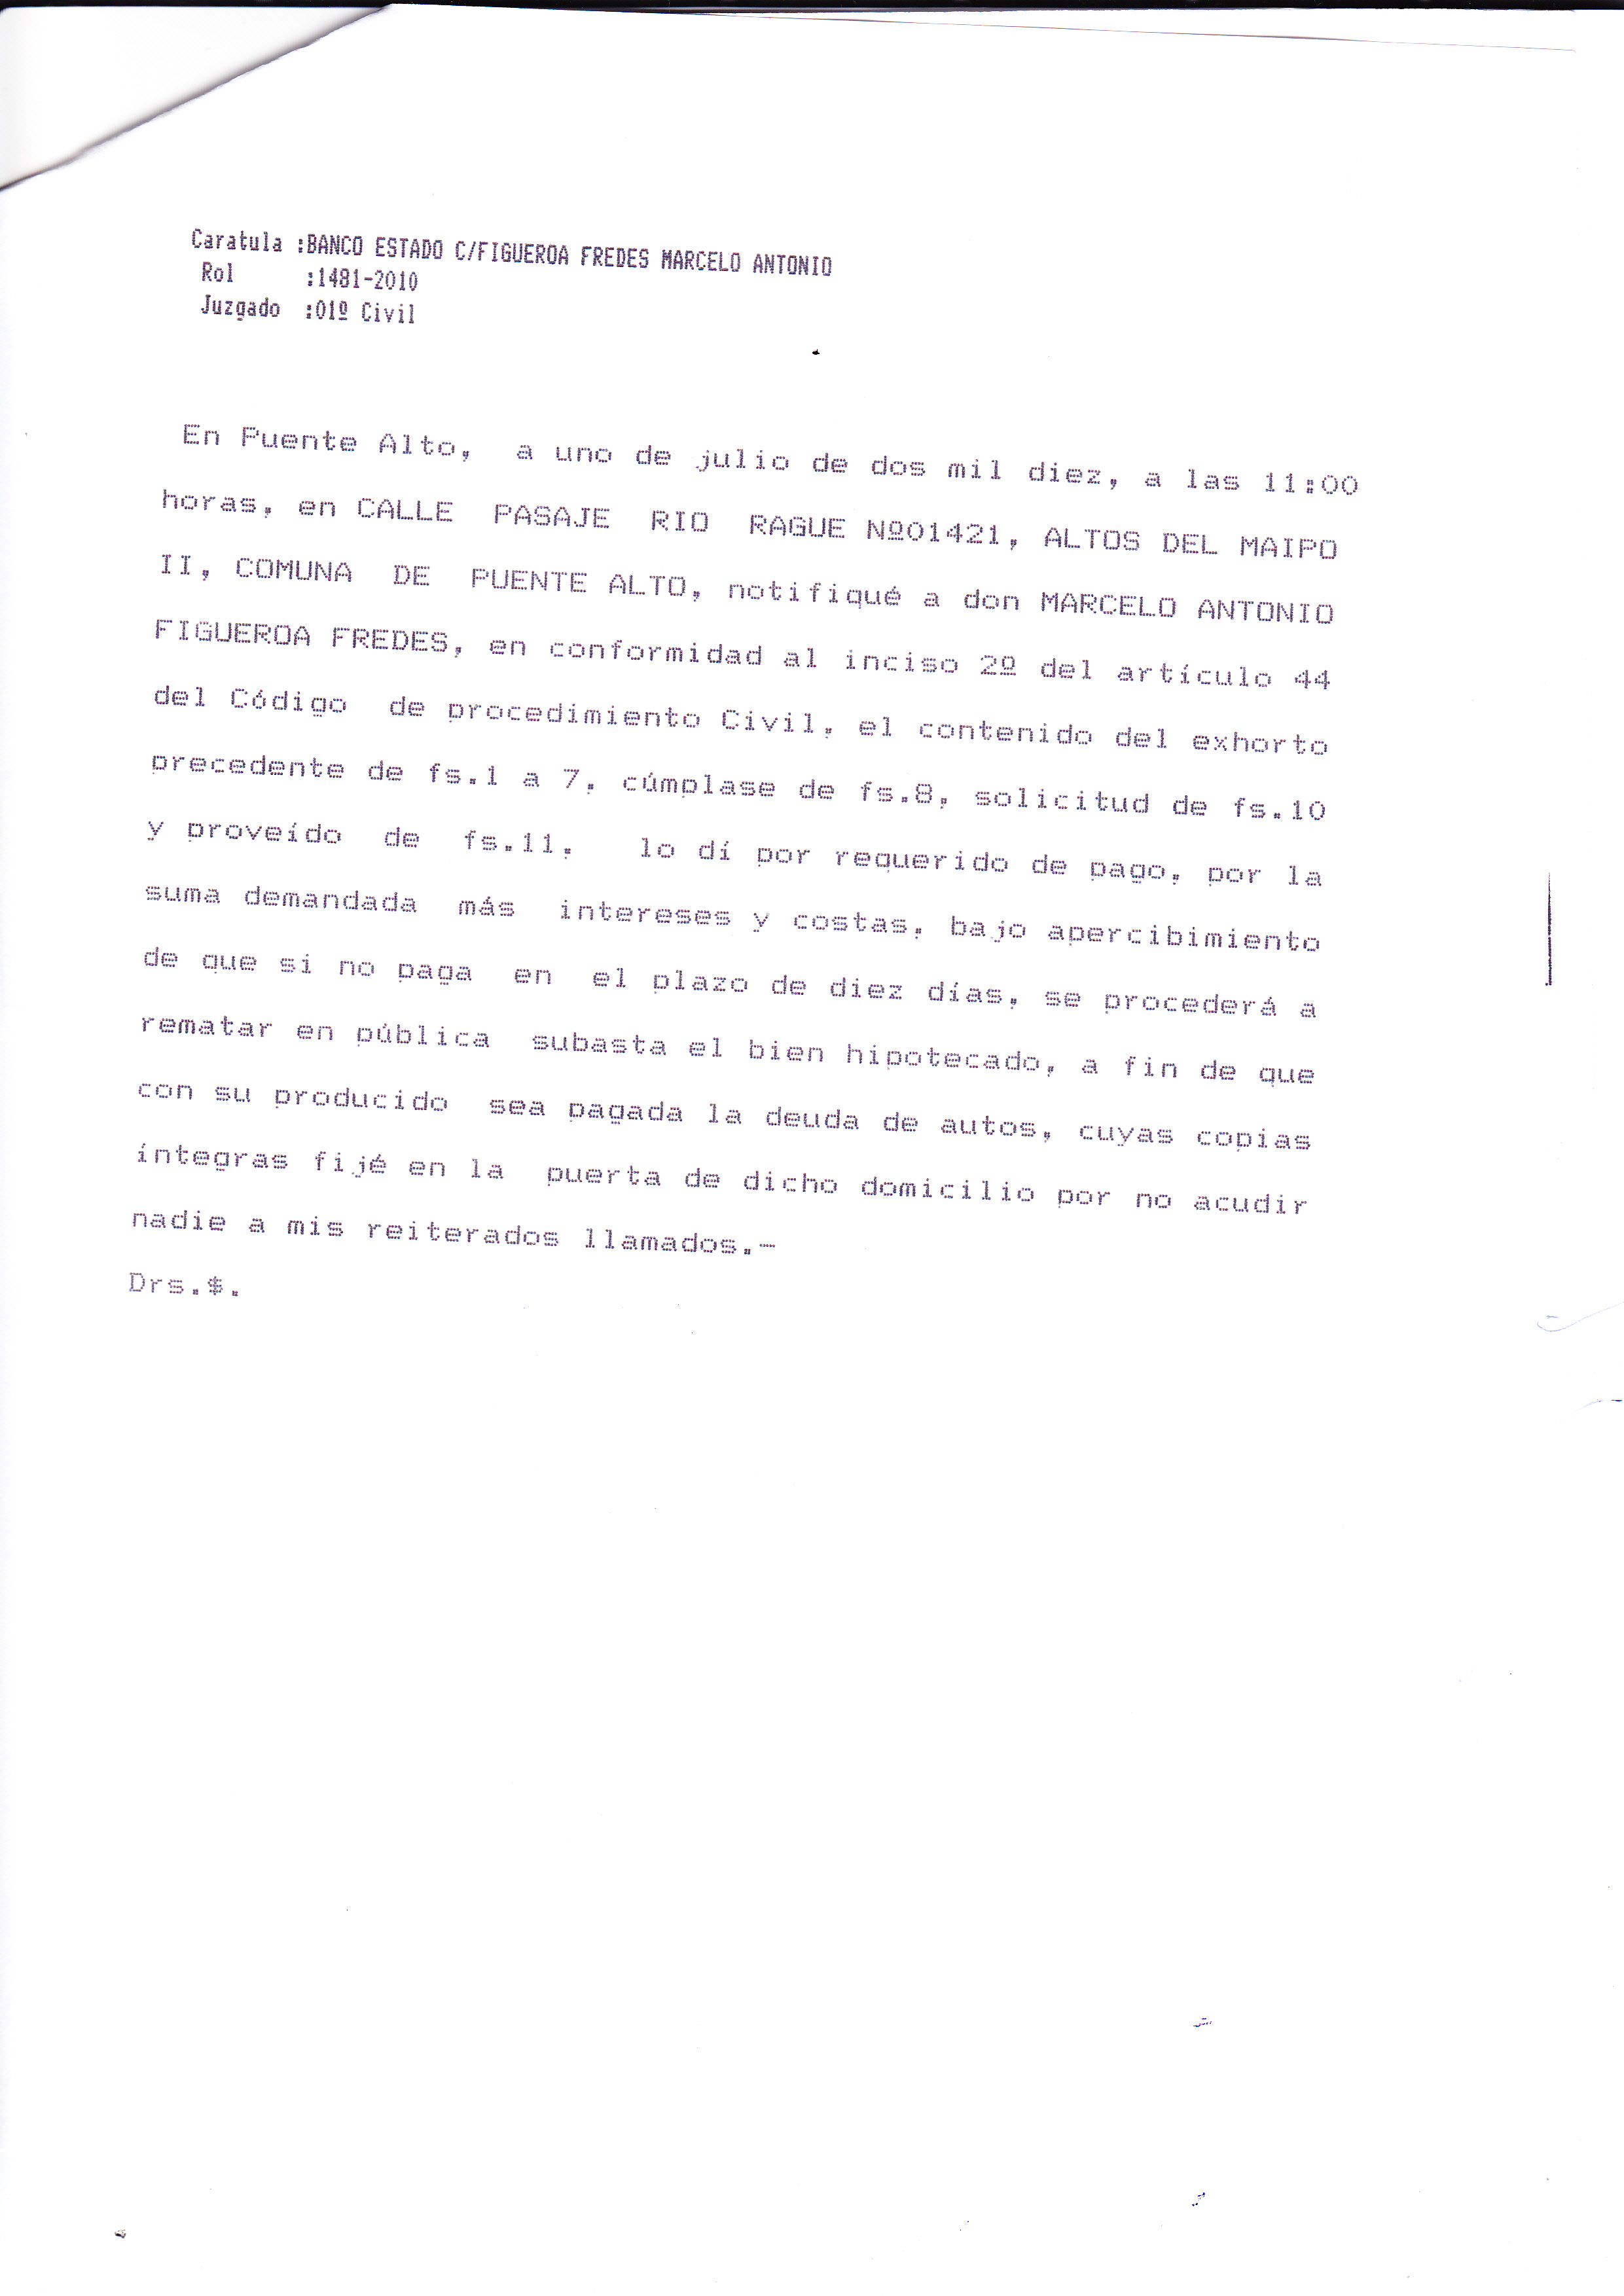 Caratula :BANCO ESTADO C/FIGUEROA FREDES MARCELO ANTONIO
Rol :1481-2010
Juzgado :01º Civil
En Puente Alto, a uno de julio de dos mil diez, a las 11:00
horas, en CALLE PASAJE RIO RAGUE Nº01421, ALTOS DEL MAIPO
II, COMUNA DE PUENTE ALTO, notifiqué a don MARCELO ANTONIO
FIGUEROA FREDES, en conformidad al inciso 2º del artículo 44
del Código de procedimiento Civil, el contenido del exhorto
precedente de fs.1 a 7, cúmplase de fs.8, solicitud de fs.10
y proveído de fs.11, lo dí por requerido de pago, por la
suma demandada más intereses y costas, bajo apercibimiento
de que si no paga en el plazo de diez días, se procederá a
rematar en pública subasta el bien hipotecado, a fin de que
con su producido sea pagada la deuda de autos, cuyas copias
íntegras fijé en la puerta de dicho domicilio por no acudir
nadie a mis reiterados llamados.-
Drs.$.